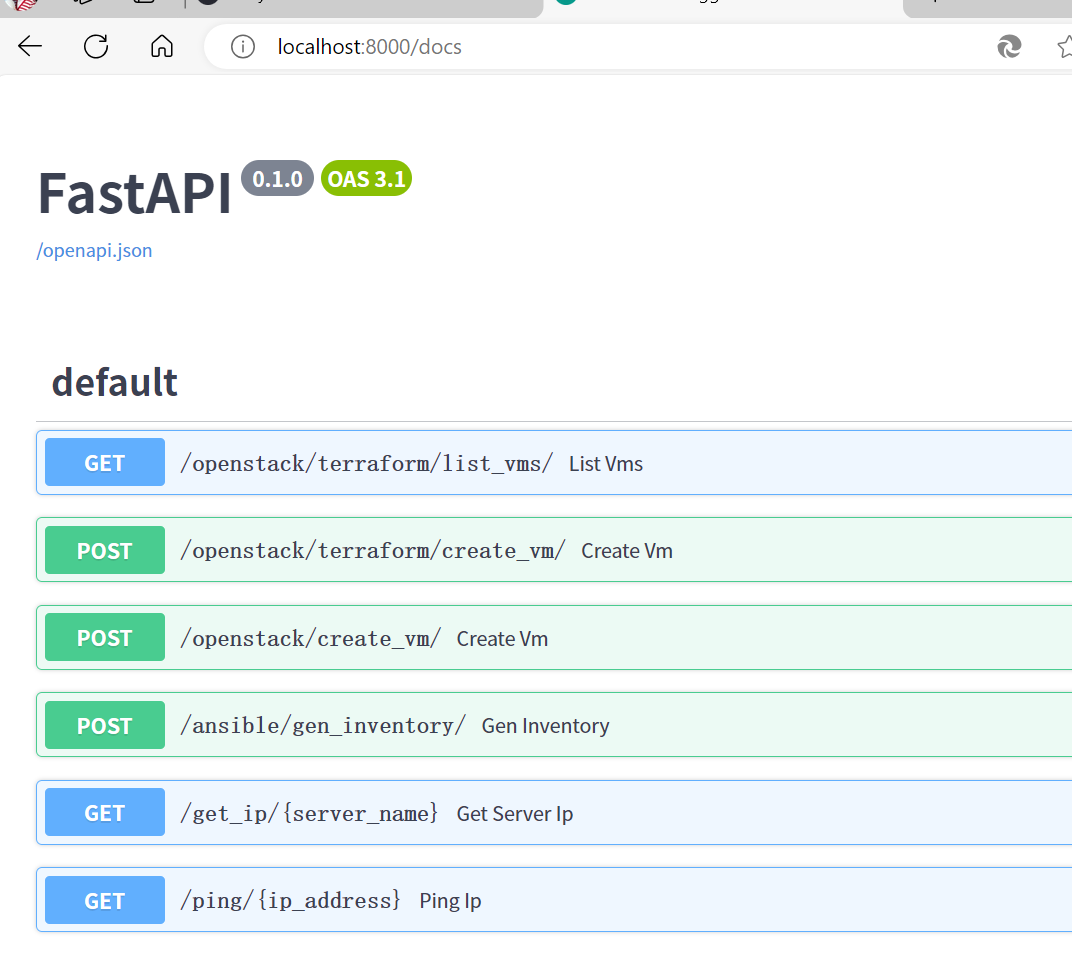 localhost:8000/docs
FastAPI 0.1.0 OAS 3.1
/openapi.json
default
GET /openstack/terraform/list_vms/ List Vms
POST /openstack/terraform/create_vm/ Create Vm
POST /openstack/create_vm/ Create Vm
POST /ansible/gen_inventory/ Gen Inventory
GET /get_ip/{server_name} Get Server Ip
GET /ping/{ip_address} Ping Ip